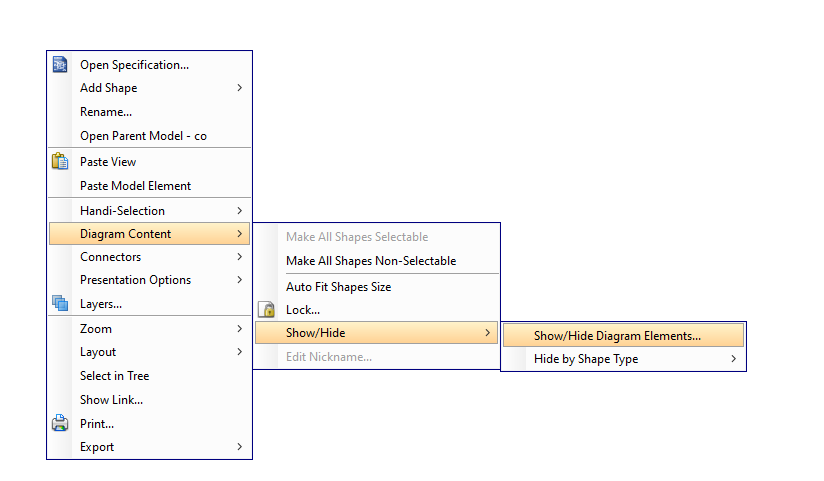 Open Specification...
Add Shape
Rename...
Open Parent Model - co
Paste View
Paste Model Element
Handi-Selection
Diagram Content
Connectors
Presentation Options
Layers...
Zoom
Layout
Select in Tree
Show Link...
Print...
Export
Make All Shapes Selectable
Make All Shapes Non-Selectable
Auto Fit Shapes Size
Lock...
Show/Hide
Edit Nickname...
Show/Hide Diagram Elements...
Hide by Shape Type